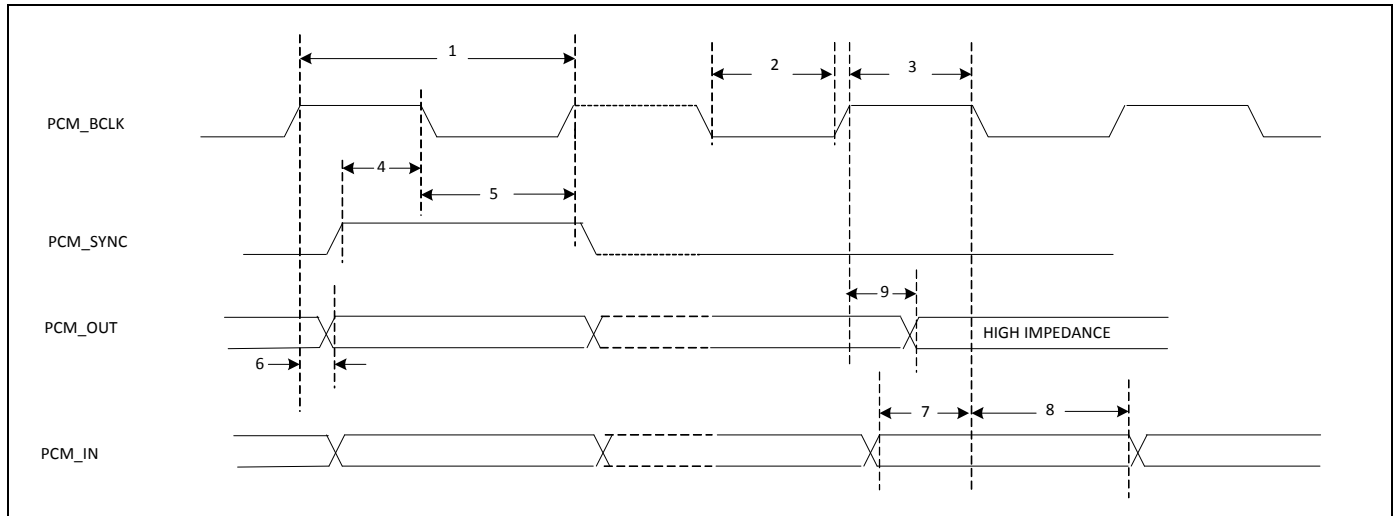 1
2
3
PCM_BCLK
4
5
PCM_SYNC
9
PCM_OUT
HIGH IMPEDANCE
6
7
8
PCM_IN